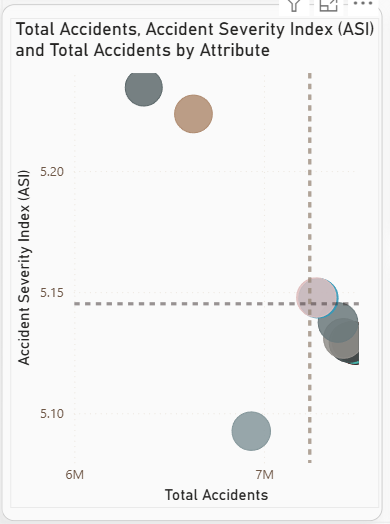 Total Accidents, Accident Severity Index (ASI)
and Total Accidents by Attribute
Accident Severity Index (ASI)
5.20
5.15
5.10
6M
7M
Total Accidents